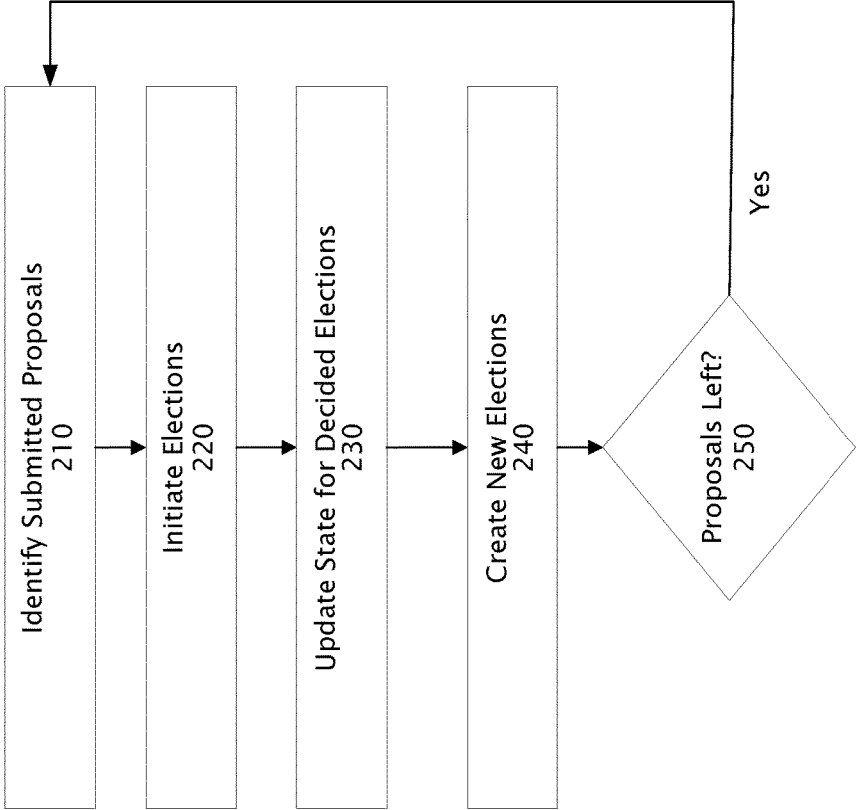 Identify Submitted Proposals
210
Initiate Elections
220
Update State for Decided Elections
230
Create New Elections
240
Proposals Left?
250
Yes